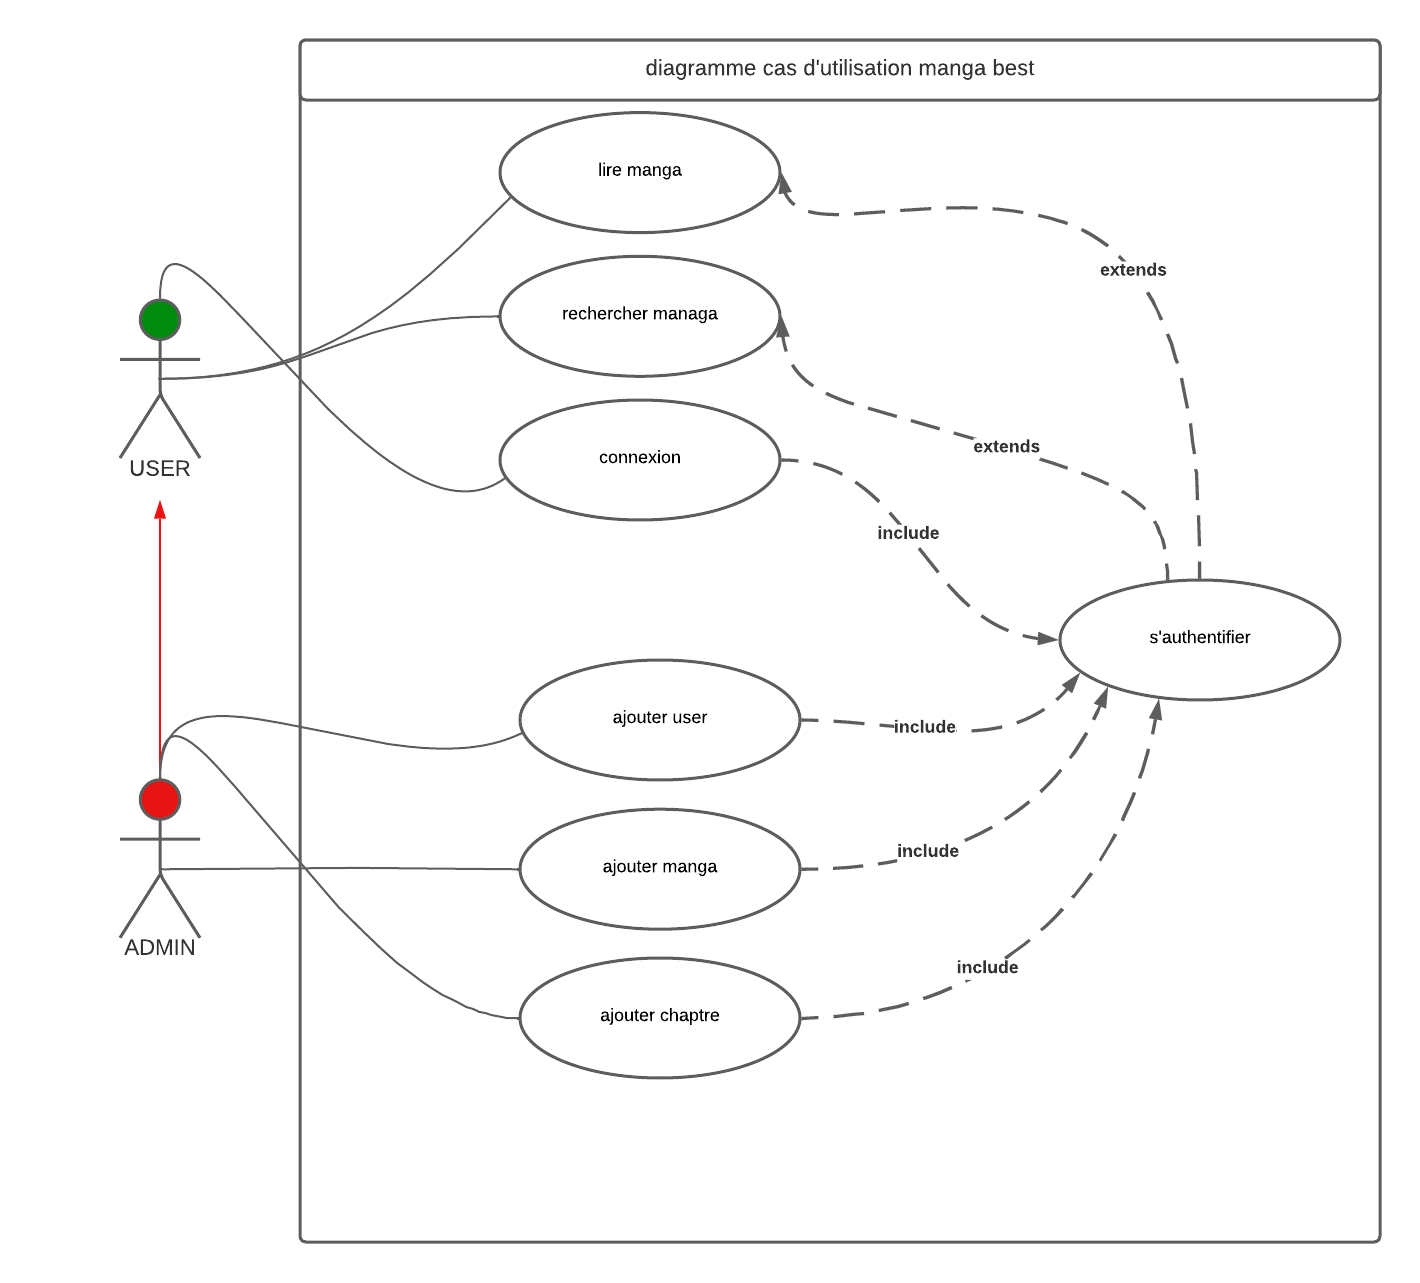 diagramme cas d'utilisation manga best
lire manga
extends
rechercher managa
USER
extends
connexion
include
s'authentifier
ajouter user
include
ADMIN
ajouter manga
include
ajouter chaptre
include